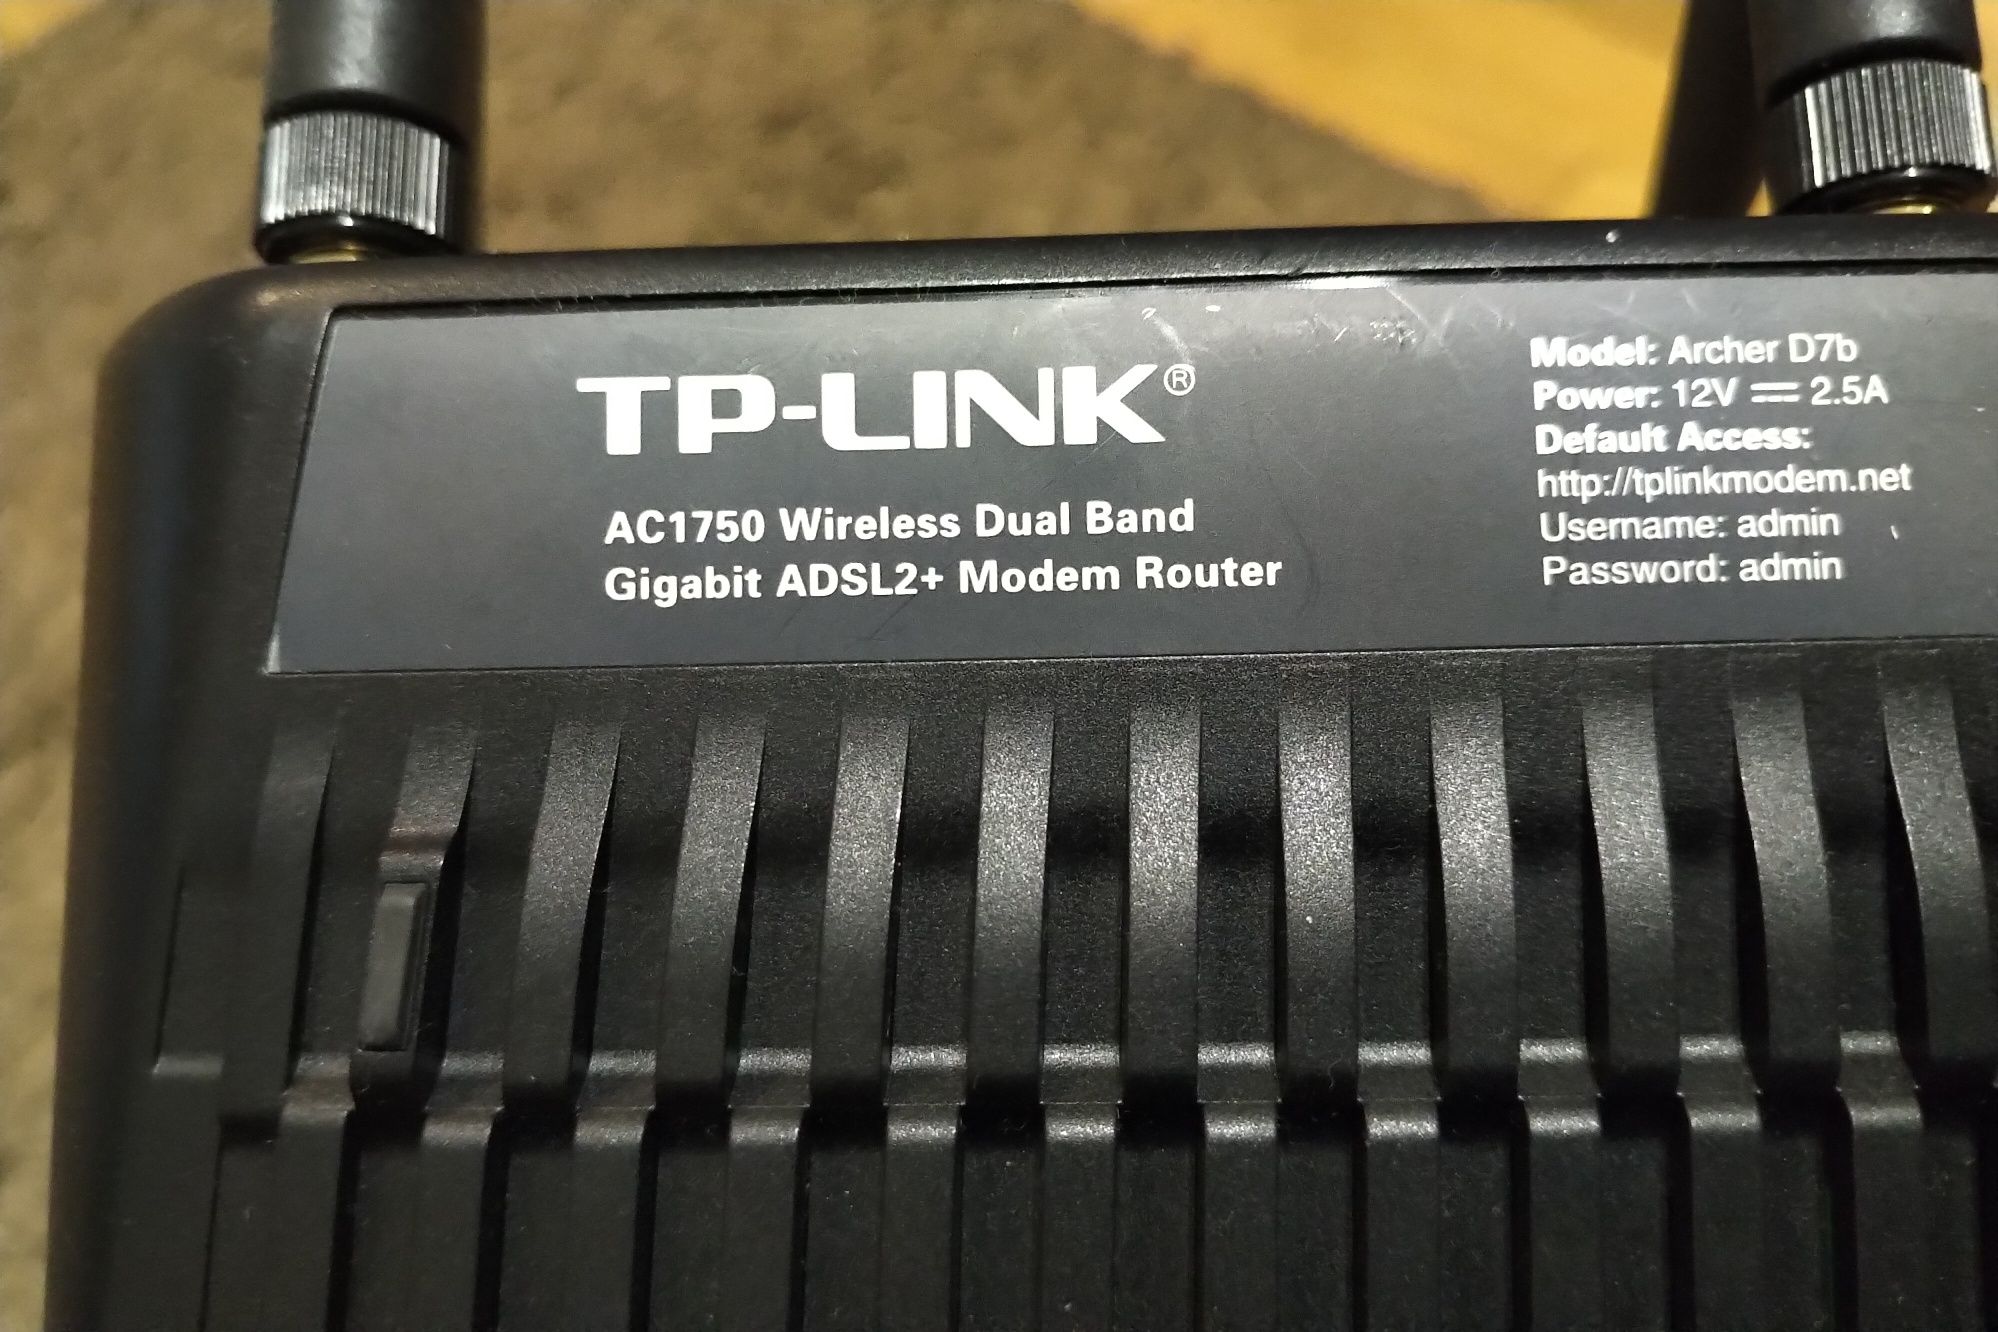 TP-LINK®
AC1750 Wireless Dual Band
Gigabit ADSL2+ Modem Router
Model: Archer D7b
Power: 12V ⎓ 2.5A
Default Access:
http://tplinkmodem.net
Username: admin
Password: admin